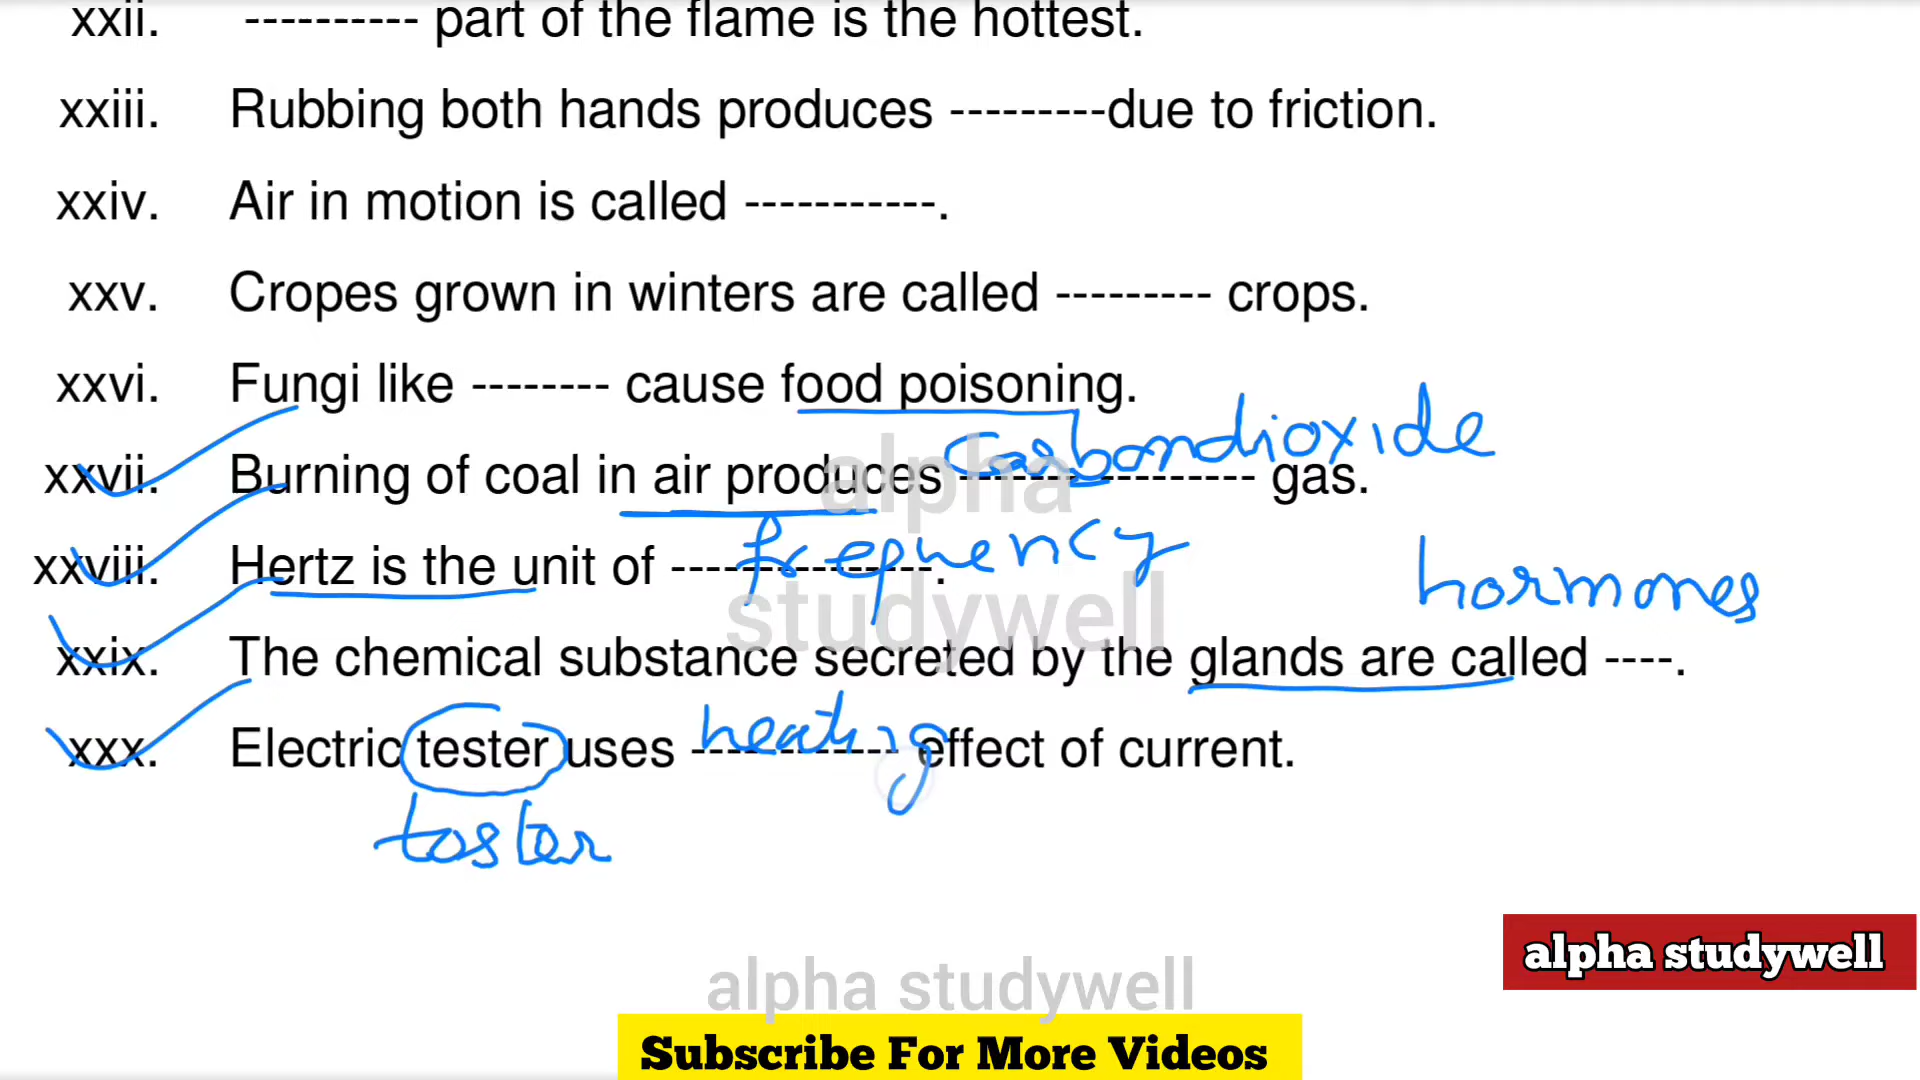 xxii. ---------- part of the flame is the hottest.
xxiii. Rubbing both hands produces ---------due to friction.
xxiv. Air in motion is called -----------.
xxv. Cropes grown in winters are called --------- crops.
xxvi. Fungi like -------- cause food poisoning.
carbondioxide
xxvii. Burning of coal in air produces ----------------- gas.
xxviii. Hertz is the unit of ---------------. frequency
hormones
xxix. The chemical substance secreted by the glands are called ----.
xxx. Electric tester uses ------------ effect of current.
toster
alpha
studywell
alpha studywell
alpha studywell
Subscribe For More Videos